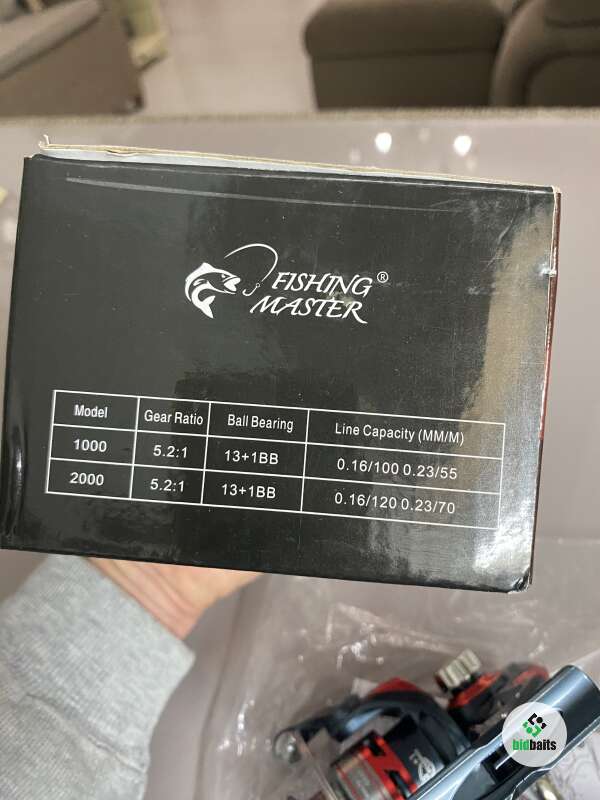 FISHING ®
MASTER
Model Gear Ratio Ball Bearing Line Capacity (MM/M)
1000 5.2:1 13+1BB 0.16/100 0.23/55
2000 5.2:1 13+1BB 0.16/120 0.23/70
bidbaits